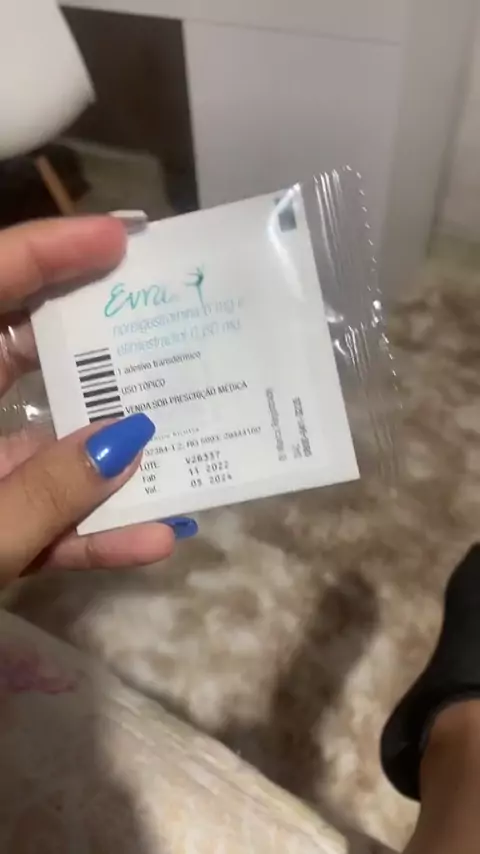 Evra
norelgestromina 6 mg +
etinilestradiol 0,60 mg
1 adesivo transdérmico
USO TÓPICO
VENDA SOB PRESCRIÇÃO MÉDICA
LOTE: V28337
Fab 11 2022
Val. 05 2024